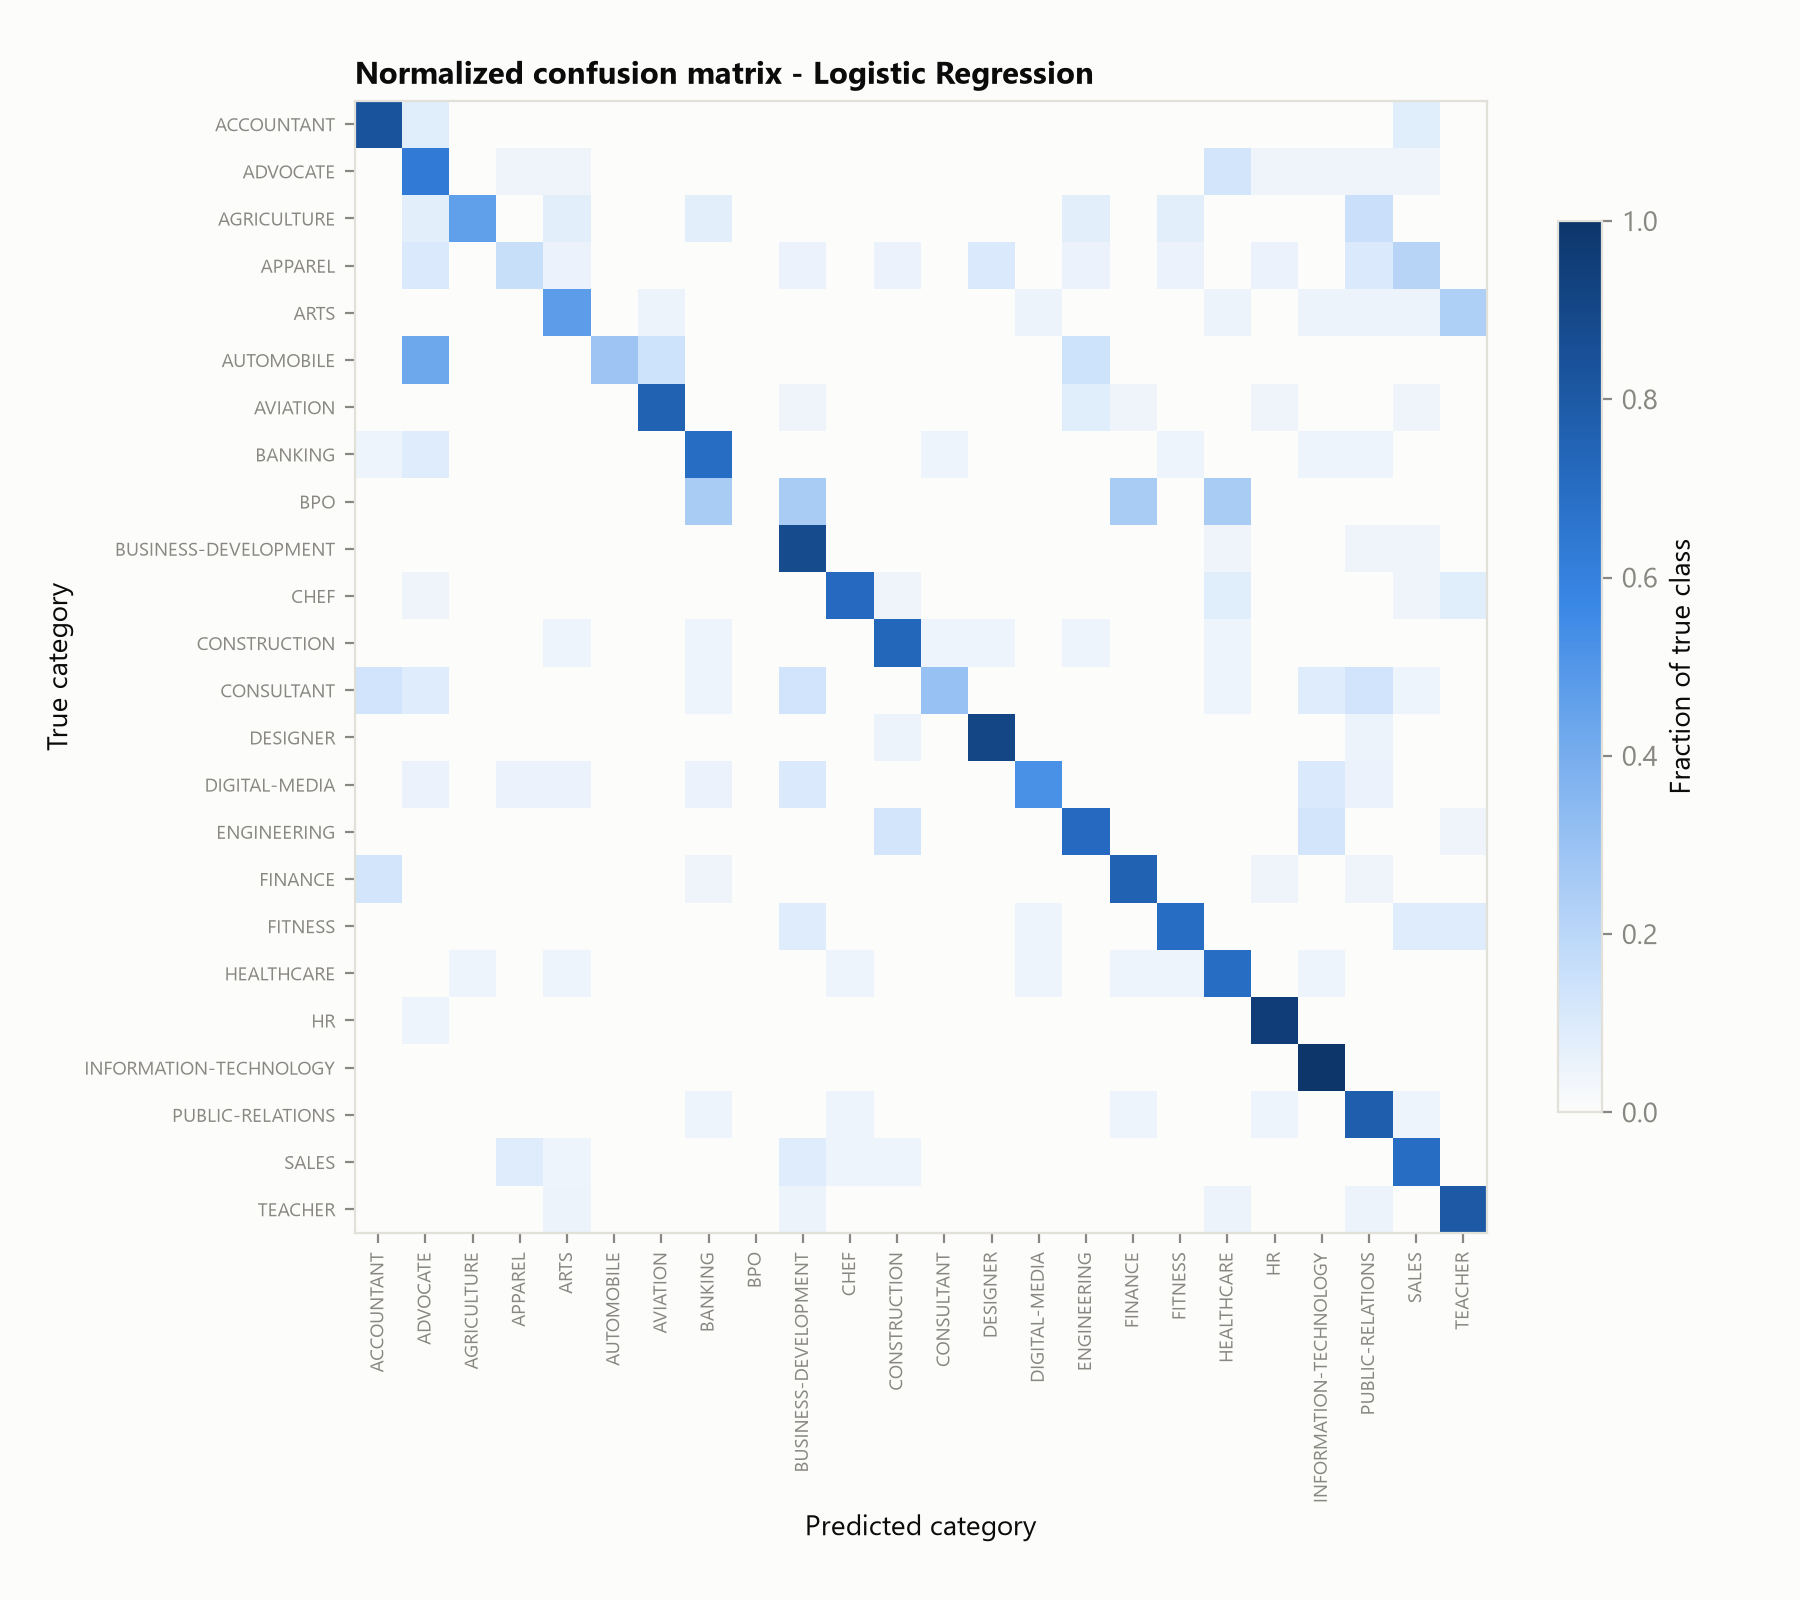 Normalized confusion matrix - Logistic Regression
True category
ACCOUNTANT
ADVOCATE
AGRICULTURE
APPAREL
ARTS
AUTOMOBILE
AVIATION
BANKING
BPO
BUSINESS-DEVELOPMENT
CHEF
CONSTRUCTION
CONSULTANT
DESIGNER
DIGITAL-MEDIA
ENGINEERING
FINANCE
FITNESS
HEALTHCARE
HR
INFORMATION-TECHNOLOGY
PUBLIC-RELATIONS
SALES
TEACHER
ACCOUNTANT
ADVOCATE
AGRICULTURE
APPAREL
ARTS
AUTOMOBILE
AVIATION
BANKING
BPO
BUSINESS-DEVELOPMENT
CHEF
CONSTRUCTION
CONSULTANT
DESIGNER
DIGITAL-MEDIA
ENGINEERING
FINANCE
FITNESS
HEALTHCARE
HR
INFORMATION-TECHNOLOGY
PUBLIC-RELATIONS
SALES
TEACHER
Predicted category
1.0
0.8
0.6
0.4
0.2
0.0
Fraction of true class